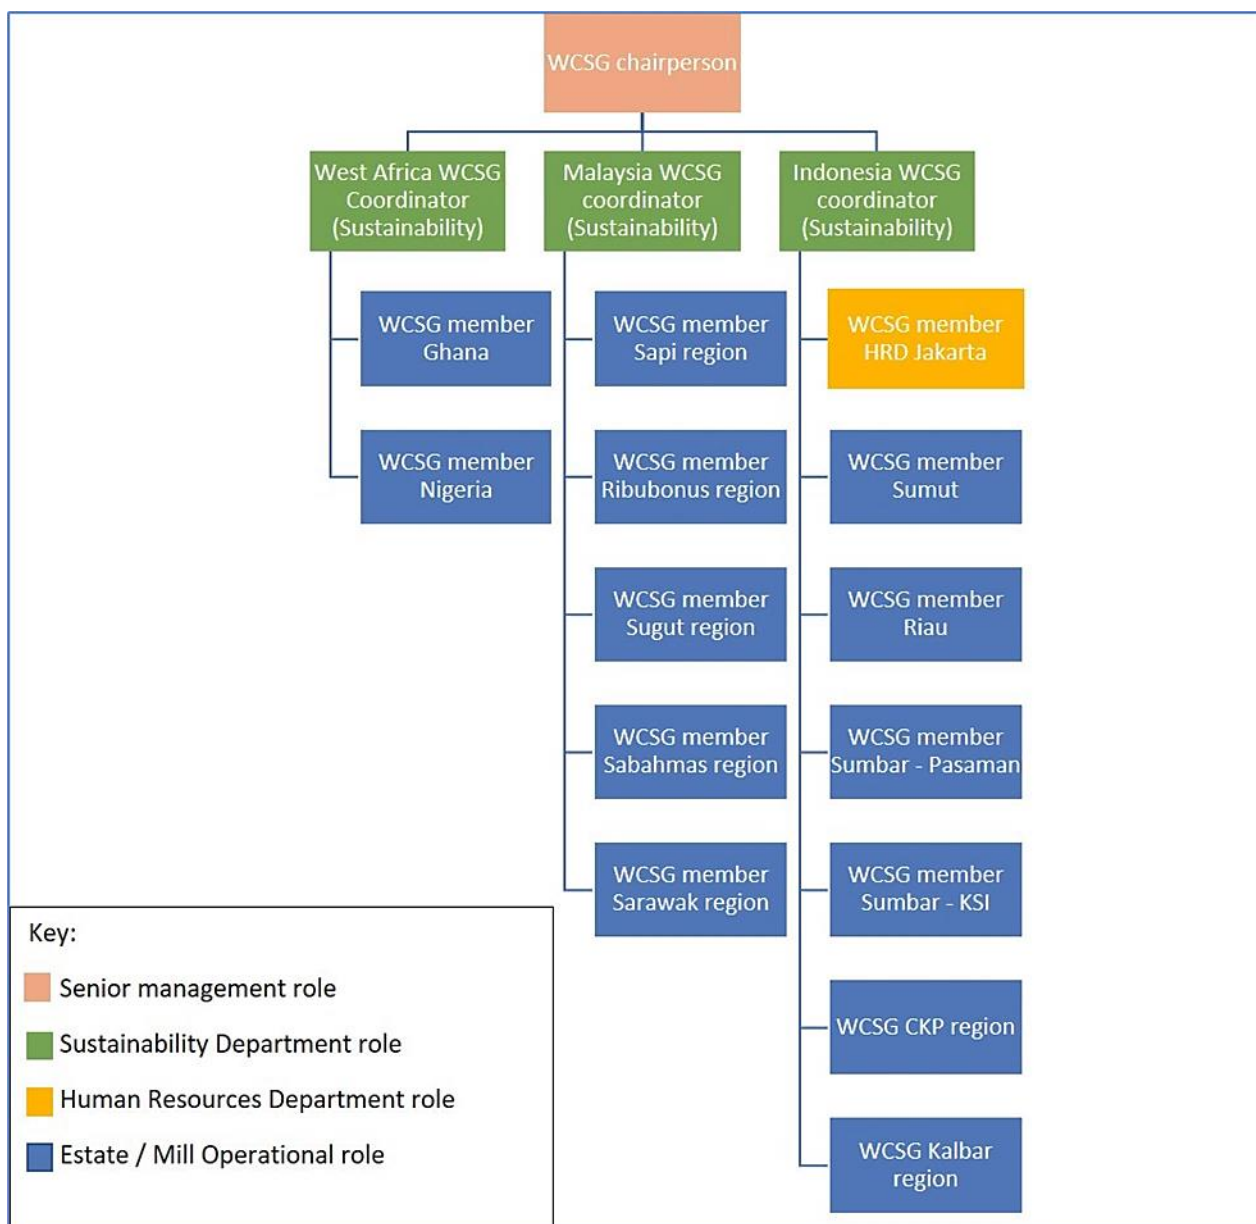 WCSG chairperson
West Africa WCSG
Coordinator
(Sustainability)
Malaysia WCSG
coordinator
(Sustainability)
Indonesia WCSG
coordinator
(Sustainability)
WCSG member
Ghana
WCSG member
Nigeria
WCSG member
Sapi region
WCSG member
Ribubonus region
WCSG member
Sugut region
WCSG member
Sabahmas region
WCSG member
Sarawak region
WCSG member
HRD Jakarta
WCSG member
Sumut
WCSG member
Riau
WCSG member
Sumbar - Pasaman
WCSG member
Sumbar - KSI
WCSG CKP region
WCSG Kalbar
region
Key:
Senior management role
Sustainability Department role
Human Resources Department role
Estate / Mill Operational role